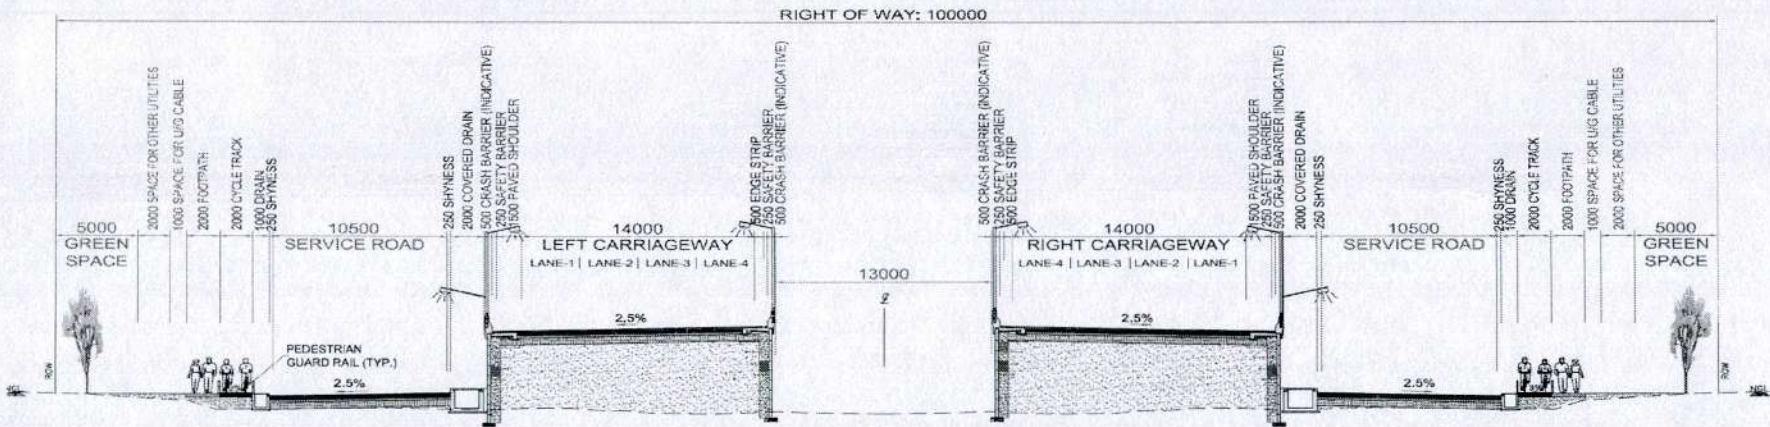 RIGHT OF WAY: 100000
2000 SPACE FOR OTHER UTILITIES
1000 SPACE FOR U/G CABLE
2000 FOOTPATH
2000 CYCLE TRACK
1000 DRAIN
250 SHYNESS
250 SHYNESS
2000 COVERED DRAIN
500 CRASH BARRIER (INDICATIVE)
250 SAFETY BARRIER
1500 PAVED SHOULDER
500 EDGE STRIP
250 SAFETY BARRIER
500 CRASH BARRIER (INDICATIVE)
500 CRASH BARRIER (INDICATIVE)
250 SAFETY BARRIER
500 EDGE STRIP
1500 PAVED SHOULDER
250 SAFETY BARRIER
500 CRASH BARRIER (INDICATIVE)
2000 COVERED DRAIN
250 SHYNESS
250 SHYNESS
1000 DRAIN
2000 CYCLE TRACK
2000 FOOTPATH
1000 SPACE FOR U/G CABLE
2000 SPACE FOR OTHER UTILITIES
5000
GREEN
SPACE
10500
SERVICE ROAD
14000
LEFT CARRIAGEWAY
LANE-1 | LANE-2 | LANE-3 | LANE-4
13000
14000
RIGHT CARRIAGEWAY
LANE-4 | LANE-3 | LANE-2 | LANE-1
10500
SERVICE ROAD
5000
GREEN
SPACE
2.5%
2.5%
PEDESTRIAN
GUARD RAIL (TYP.)
2.5%
2.5%
ROW
ROW
NGL